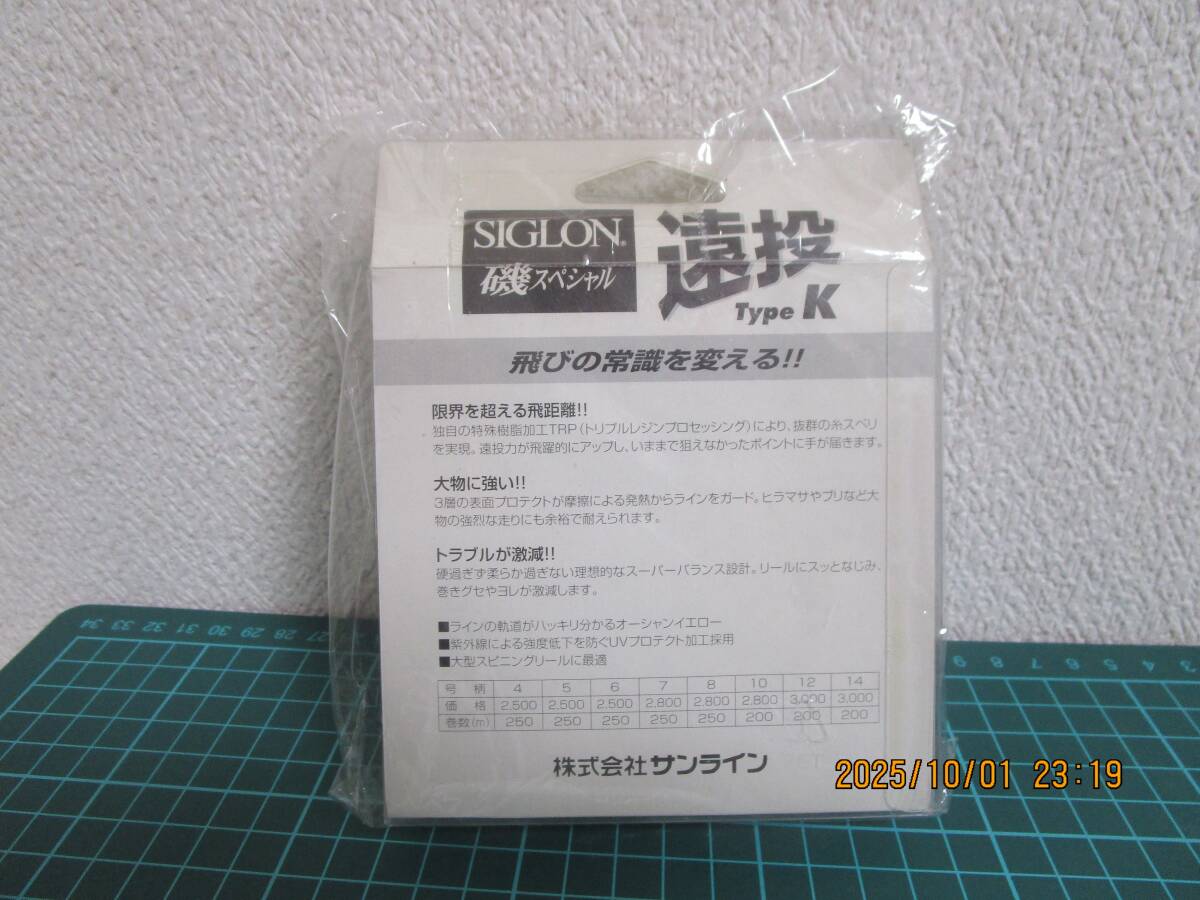 SIGLON®
磯スペシャル
遠投
Type K
飛びの常識を変える!!
限界を超える飛距離!!
独自の特殊樹脂加工TRP(トリプルレジンプロセッシング)により、抜群の糸スベリ
を実現。遠投力が飛躍的にアップし、いままで狙えなかったポイントに手が届きます。
大物に強い!!
3層の表面プロテクトが摩擦による発熱からラインをガード。ヒラマサやブリなど大
物の強烈な走りにも余裕で耐えられます。
トラブルが激減!!
硬過ぎず柔らか過ぎない理想的なスーパーバランス設計。リールにスッとなじみ、
巻きグセやヨレが激減します。
■ラインの軌道がハッキリ分かるオーシャンイエロー
■紫外線による強度低下を防ぐUVプロテクト加工採用
■大型スピニングリールに最適
号柄 4 5 6 7 8 10 12 14
価格 2,500 2,500 2,500 2,800 2,800 2,800 3,000 3,000
巻数(m) 250 250 250 250 250 200 200 200
株式会社サンライン
2025/10/01 23:19
34 33 32 31 30 29 28 27
4 5 6 7 8 9